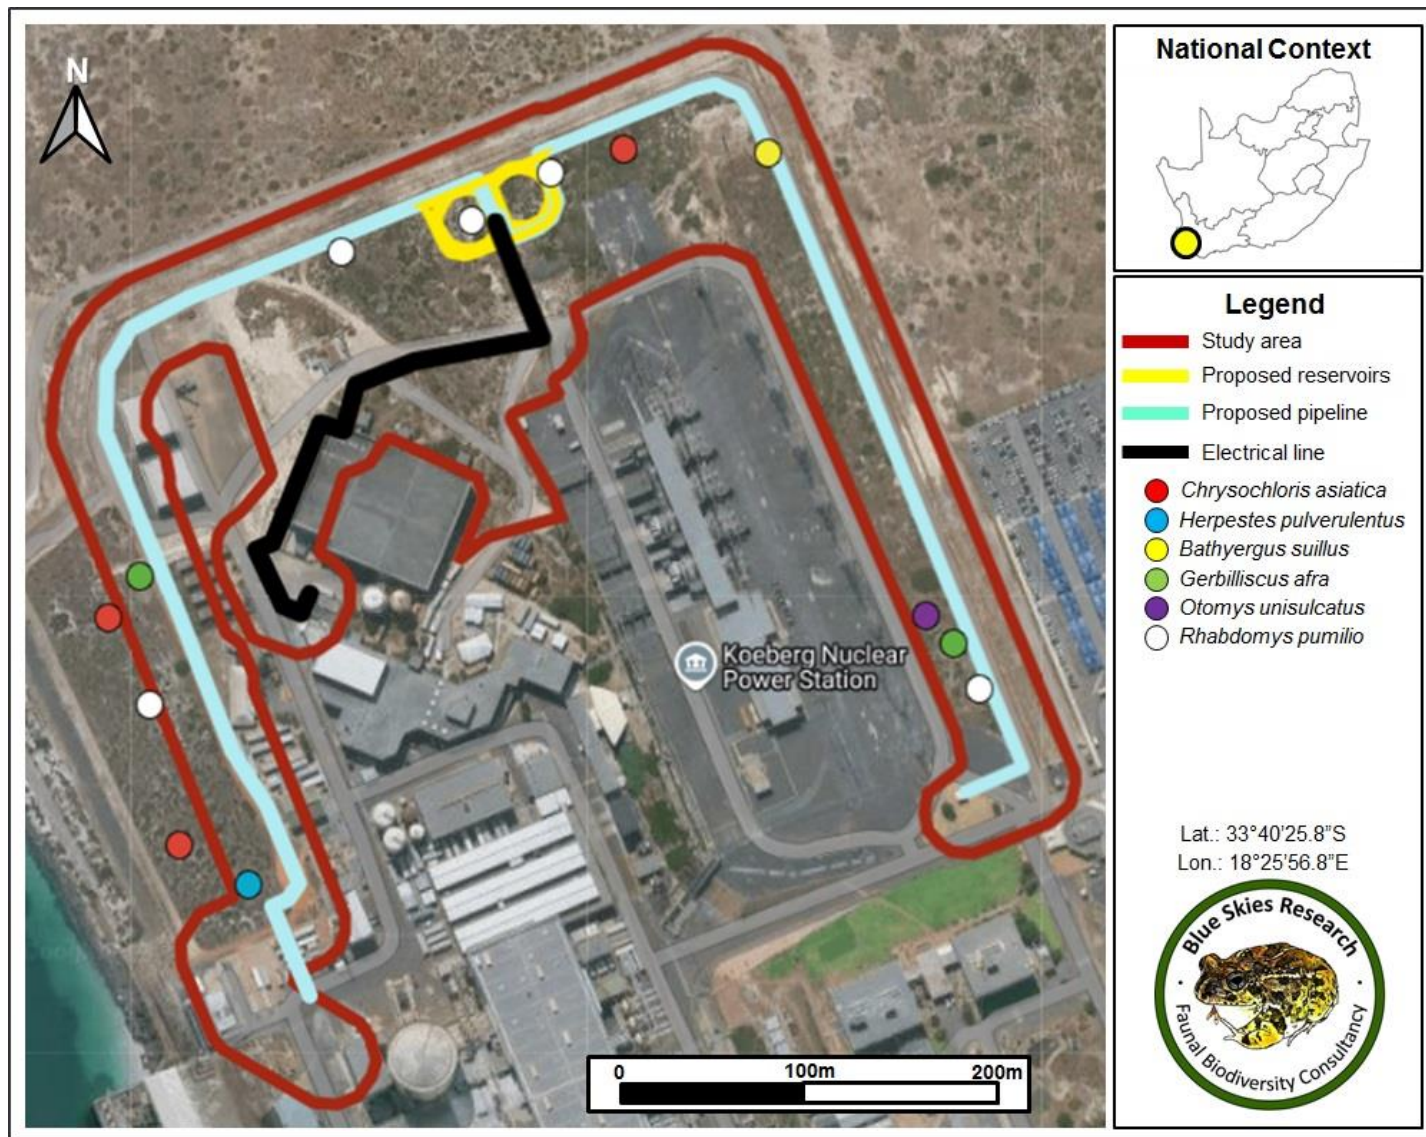 N
Koeberg Nuclear
Power Station
0 100m 200m
National Context
Legend
Study area
Proposed reservoirs
Proposed pipeline
Electrical line
Chrysochloris asiatica
Herpestes pulverulentus
Bathyergus suillus
Gerbilliscus afra
Otomys unisulcatus
Rhabdomys pumilio
Lat.: 33°40’25.8”S
Lon.: 18°25’56.8”E
Blue Skies Research
Faunal Biodiversity Consultancy